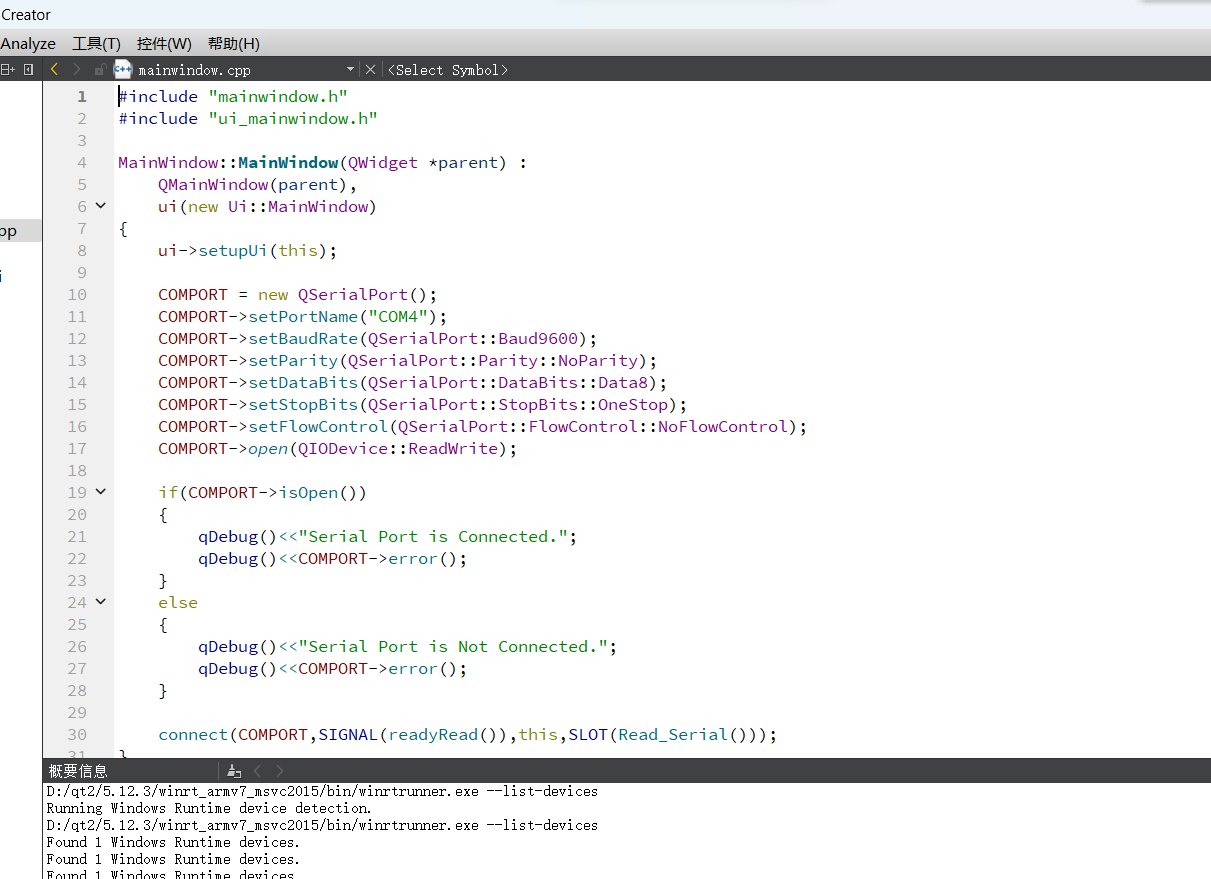 Creator
Analyze 工具(T) 控件(W) 帮助(H)
mainwindow.cpp <Select Symbol>
pp
i
1 #include "mainwindow.h"
2 #include "ui_mainwindow.h"
3
4 MainWindow::MainWindow(QWidget *parent) :
5 QMainWindow(parent),
6 ui(new Ui::MainWindow)
7 {
8 ui->setupUi(this);
9
10 COMPORT = new QSerialPort();
11 COMPORT->setPortName("COM4");
12 COMPORT->setBaudRate(QSerialPort::Baud9600);
13 COMPORT->setParity(QSerialPort::Parity::NoParity);
14 COMPORT->setDataBits(QSerialPort::DataBits::Data8);
15 COMPORT->setStopBits(QSerialPort::StopBits::OneStop);
16 COMPORT->setFlowControl(QSerialPort::FlowControl::NoFlowControl);
17 COMPORT->open(QIODevice::ReadWrite);
18
19 if(COMPORT->isOpen())
20 {
21 qDebug()<<"Serial Port is Connected.";
22 qDebug()<<COMPORT->error();
23 }
24 else
25 {
26 qDebug()<<"Serial Port is Not Connected.";
27 qDebug()<<COMPORT->error();
28 }
29
30 connect(COMPORT,SIGNAL(readyRead()),this,SLOT(Read_Serial()));
31 }
概要信息
D:/qt2/5.12.3/winrt_armv7_msvc2015/bin/winrtrunner.exe --list-devices
Running Windows Runtime device detection.
D:/qt2/5.12.3/winrt_armv7_msvc2015/bin/winrtrunner.exe --list-devices
Found 1 Windows Runtime devices.
Found 1 Windows Runtime devices.
Found 1 Windows Runtime devices.